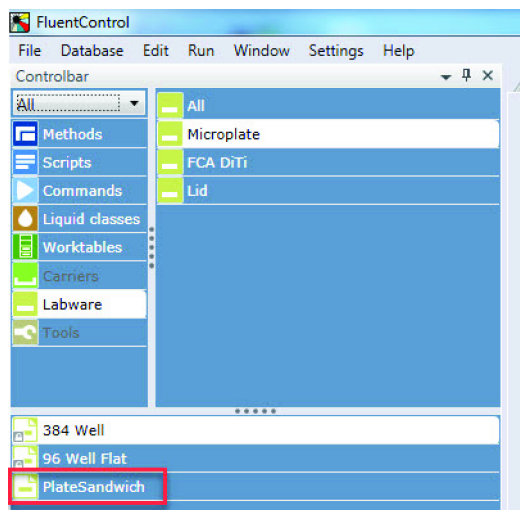 FluentControl
File Database Edit Run Window Settings Help
Controlbar
All
Methods
Scripts
Commands
Liquid classes
Worktables
Carriers
Labware
Tools
All
Microplate
FCA DiTi
Lid
384 Well
96 Well Flat
PlateSandwich